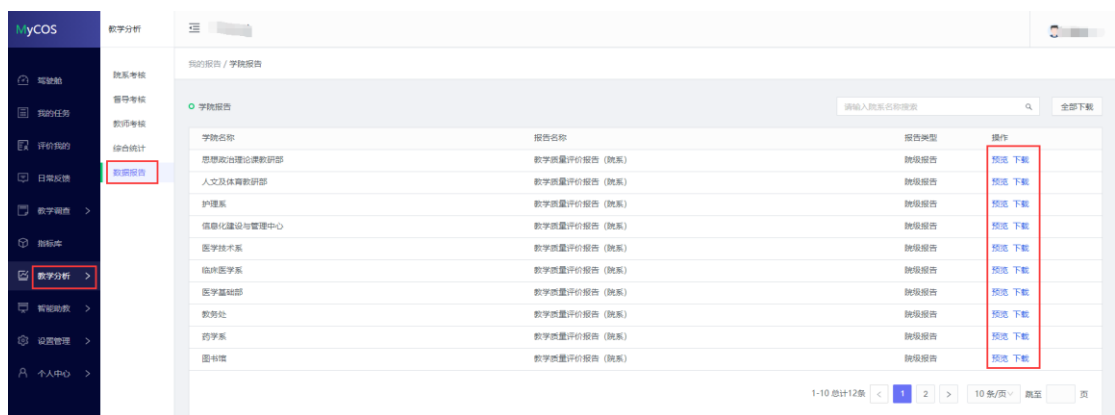 MyCOS
教学分析
我的报告 / 学院报告
驾驶舱
我的任务
评价我的
日常反馈
教学调查 >
指标库
教学分析 >
智能助教 >
设置管理 >
个人中心 >
院系考核
督导考核
教师考核
综合统计
数据报告
学院报告
请输入院系名称搜索
全部下载
学院名称 报告名称 报告类型 操作
思想政治理论课教研部 教学质量评价报告（院系） 院级报告 预览 下载
人文及体育教研部 教学质量评价报告（院系） 院级报告 预览 下载
护理系 教学质量评价报告（院系） 院级报告 预览 下载
信息化建设与管理中心 教学质量评价报告（院系） 院级报告 预览 下载
医学技术系 教学质量评价报告（院系） 院级报告 预览 下载
临床医学系 教学质量评价报告（院系） 院级报告 预览 下载
医学基础部 教学质量评价报告（院系） 院级报告 预览 下载
教务处 教学质量评价报告（院系） 院级报告 预览 下载
药学系 教学质量评价报告（院系） 院级报告 预览 下载
图书馆 教学质量评价报告（院系） 院级报告 预览 下载
1-10 总计12条 < 1 2 > 10 条/页 跳至 页